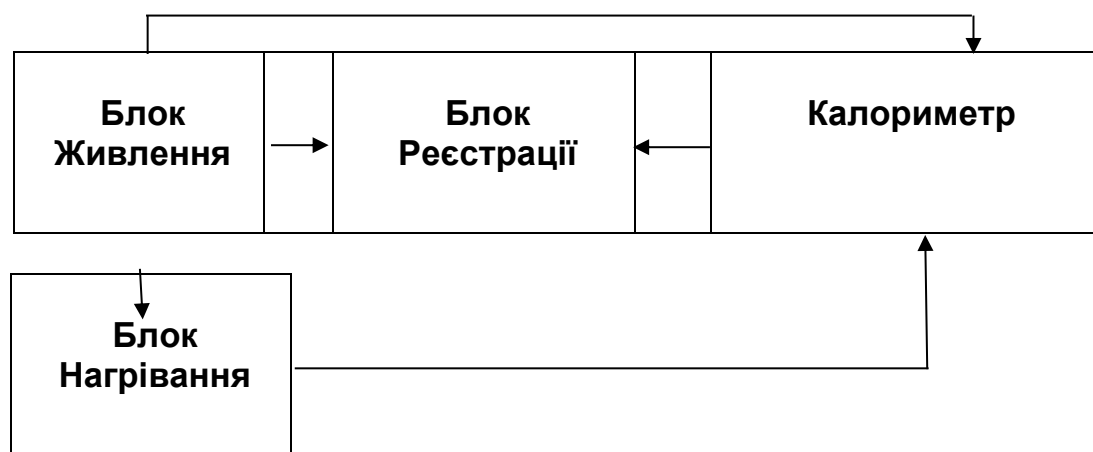 Блок
Живлення
Блок
Реєстрації
Калориметр
Блок
Нагрівання